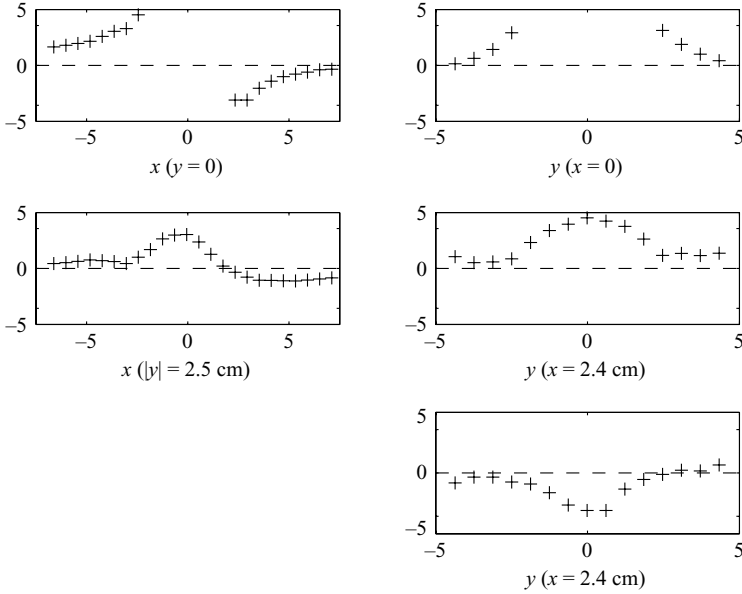 5 5
0 0
−5 −5
−5 0 5 −5 0 5
x (y = 0) y (x = 0)
5 5
0 0
−5 −5
−5 0 5 −5 0 5
x (|y| = 2.5 cm) y (x = 2.4 cm)
5
0
−5
−5 0 5
y (x = 2.4 cm)